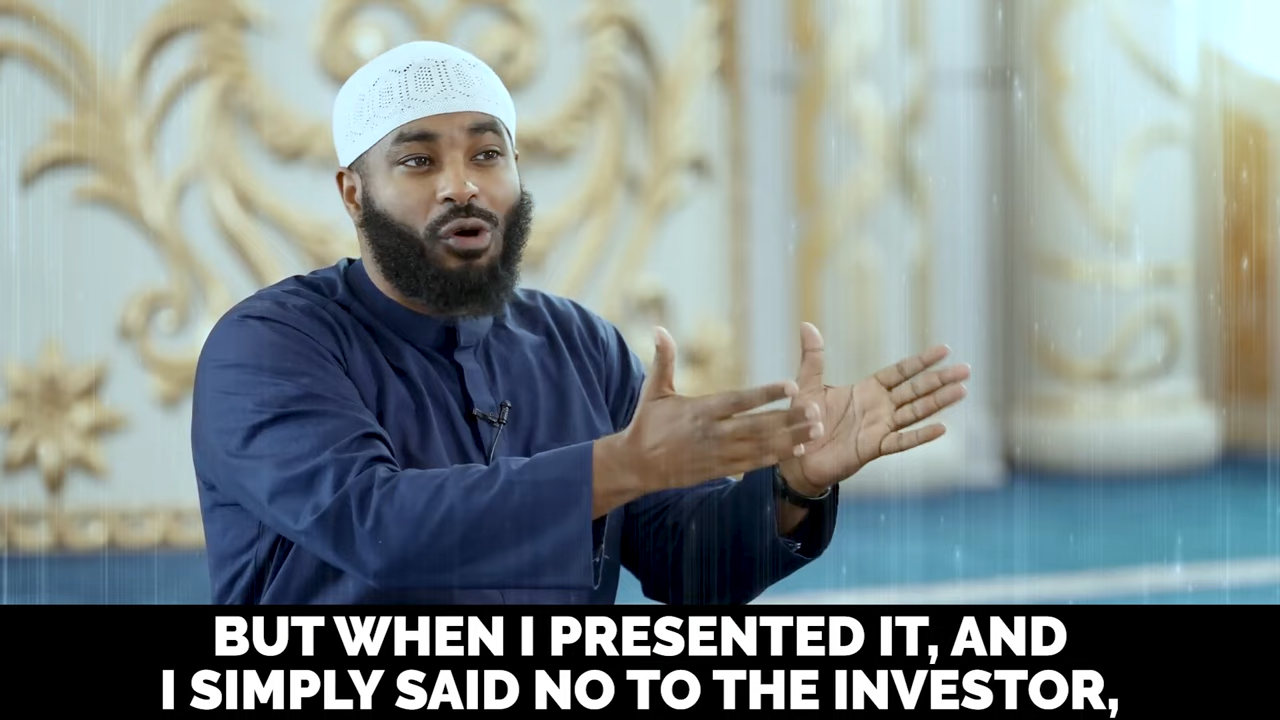 BUT WHEN I PRESENTED IT, AND
I SIMPLY SAID NO TO THE INVESTOR,